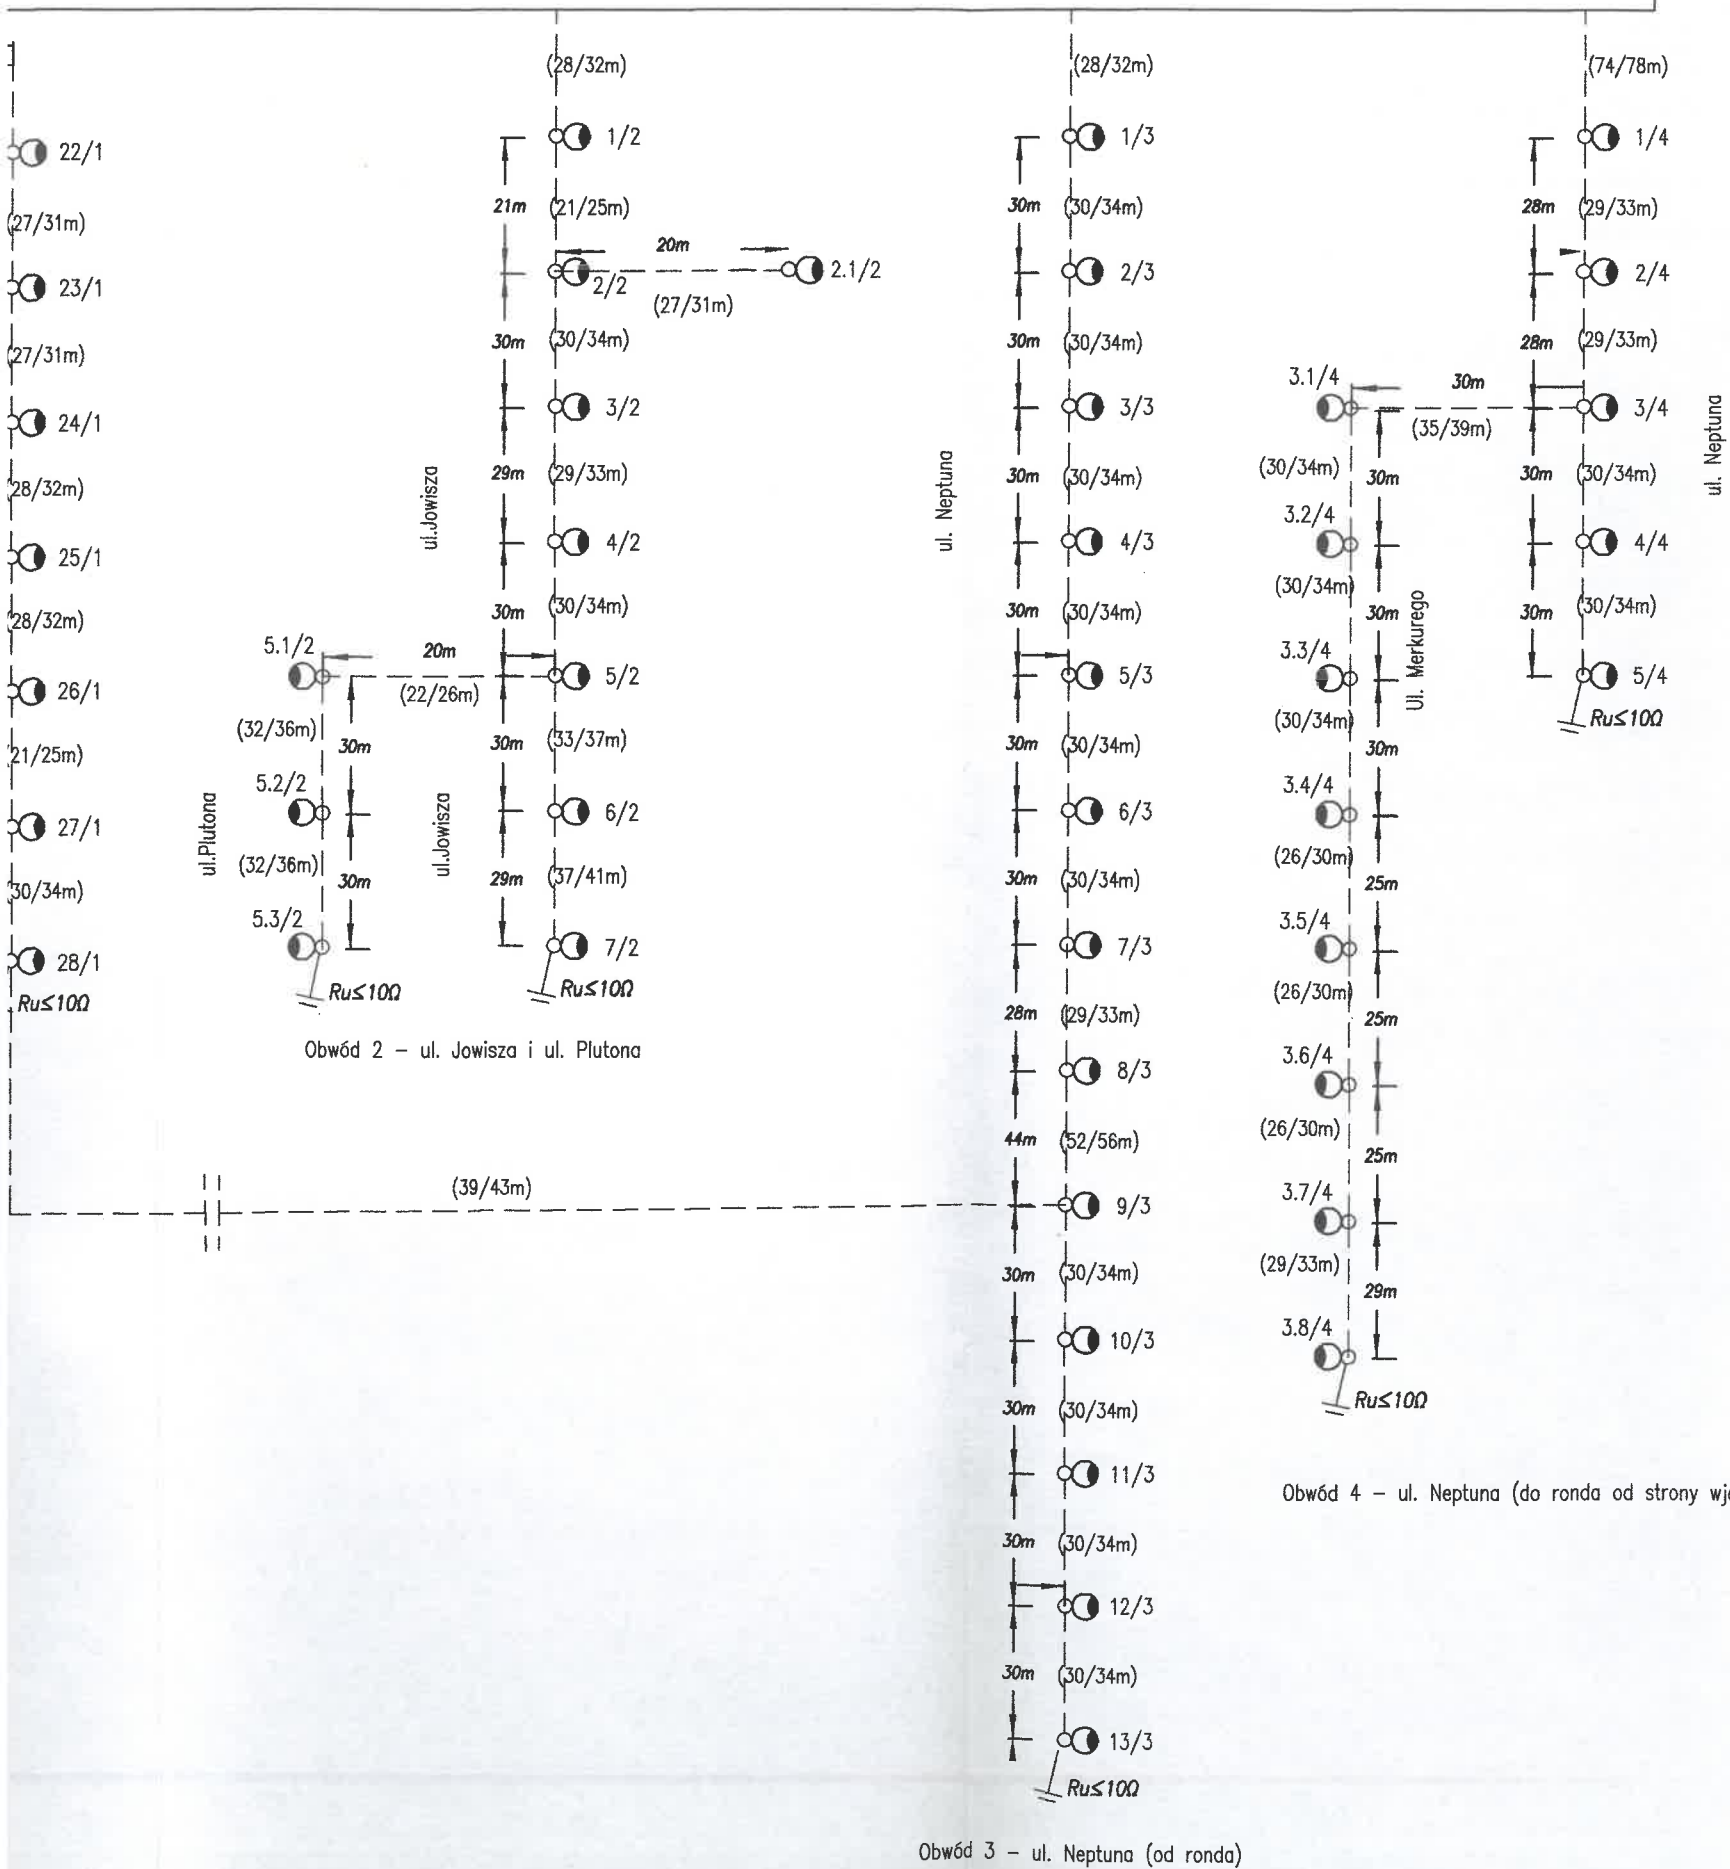 22/1
(27/31m)
23/1
(27/31m)
24/1
28/32m)
25/1
28/32m)
26/1
21/25m)
27/1
30/34m)
28/1
Ru≤10Ω
(28/32m)
1/2
21m (21/25m)
20m
2/2
2.1/2
(27/31m)
30m (30/34m)
3/2
ul.Jowisza
29m (29/33m)
4/2
30m (30/34m)
5.1/2
20m
5/2
(22/26m)
(32/36m)
30m
30m (33/37m)
ul.Plutona
5.2/2
ul.Jowisza
6/2
(32/36m)
30m
29m (37/41m)
5.3/2
7/2
Ru≤10Ω
Ru≤10Ω
Obwód 2 – ul. Jowisza i ul. Plutona
(39/43m)
(28/32m)
1/3
30m (30/34m)
2/3
30m (30/34m)
3/3
ul. Neptuna
30m (30/34m)
4/3
30m (30/34m)
5/3
30m (30/34m)
6/3
30m (30/34m)
7/3
28m (29/33m)
8/3
44m (52/56m)
9/3
30m (30/34m)
10/3
30m (30/34m)
11/3
30m (30/34m)
12/3
30m (30/34m)
13/3
Ru≤10Ω
Obwód 3 – ul. Neptuna (od ronda)
(74/78m)
1/4
28m (29/33m)
2/4
28m (29/33m)
3.1/4
30m
3/4
(35/39m)
ul. Neptuna
(30/34m)
30m
30m (30/34m)
3.2/4
4/4
(30/34m)
30m
Ul. Merkurego
30m (30/34m)
3.3/4
5/4
Ru≤10Ω
(30/34m)
30m
3.4/4
(26/30m)
25m
3.5/4
(26/30m)
25m
3.6/4
(26/30m)
25m
3.7/4
(29/33m)
29m
3.8/4
Ru≤10Ω
Obwód 4 – ul. Neptuna (do ronda od strony